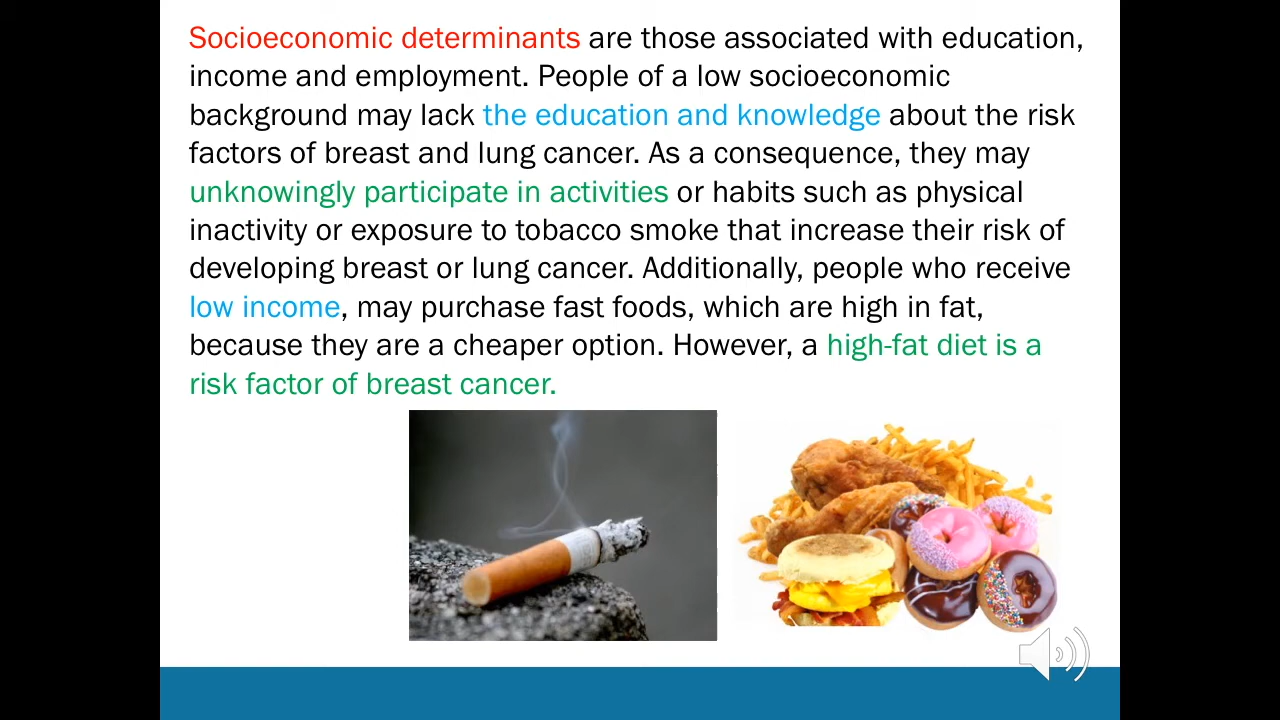 Socioeconomic determinants are those associated with education,
income and employment. People of a low socioeconomic
background may lack the education and knowledge about the risk
factors of breast and lung cancer. As a consequence, they may
unknowingly participate in activities or habits such as physical
inactivity or exposure to tobacco smoke that increase their risk of
developing breast or lung cancer. Additionally, people who receive
low income, may purchase fast foods, which are high in fat,
because they are a cheaper option. However, a high-fat diet is a
risk factor of breast cancer.